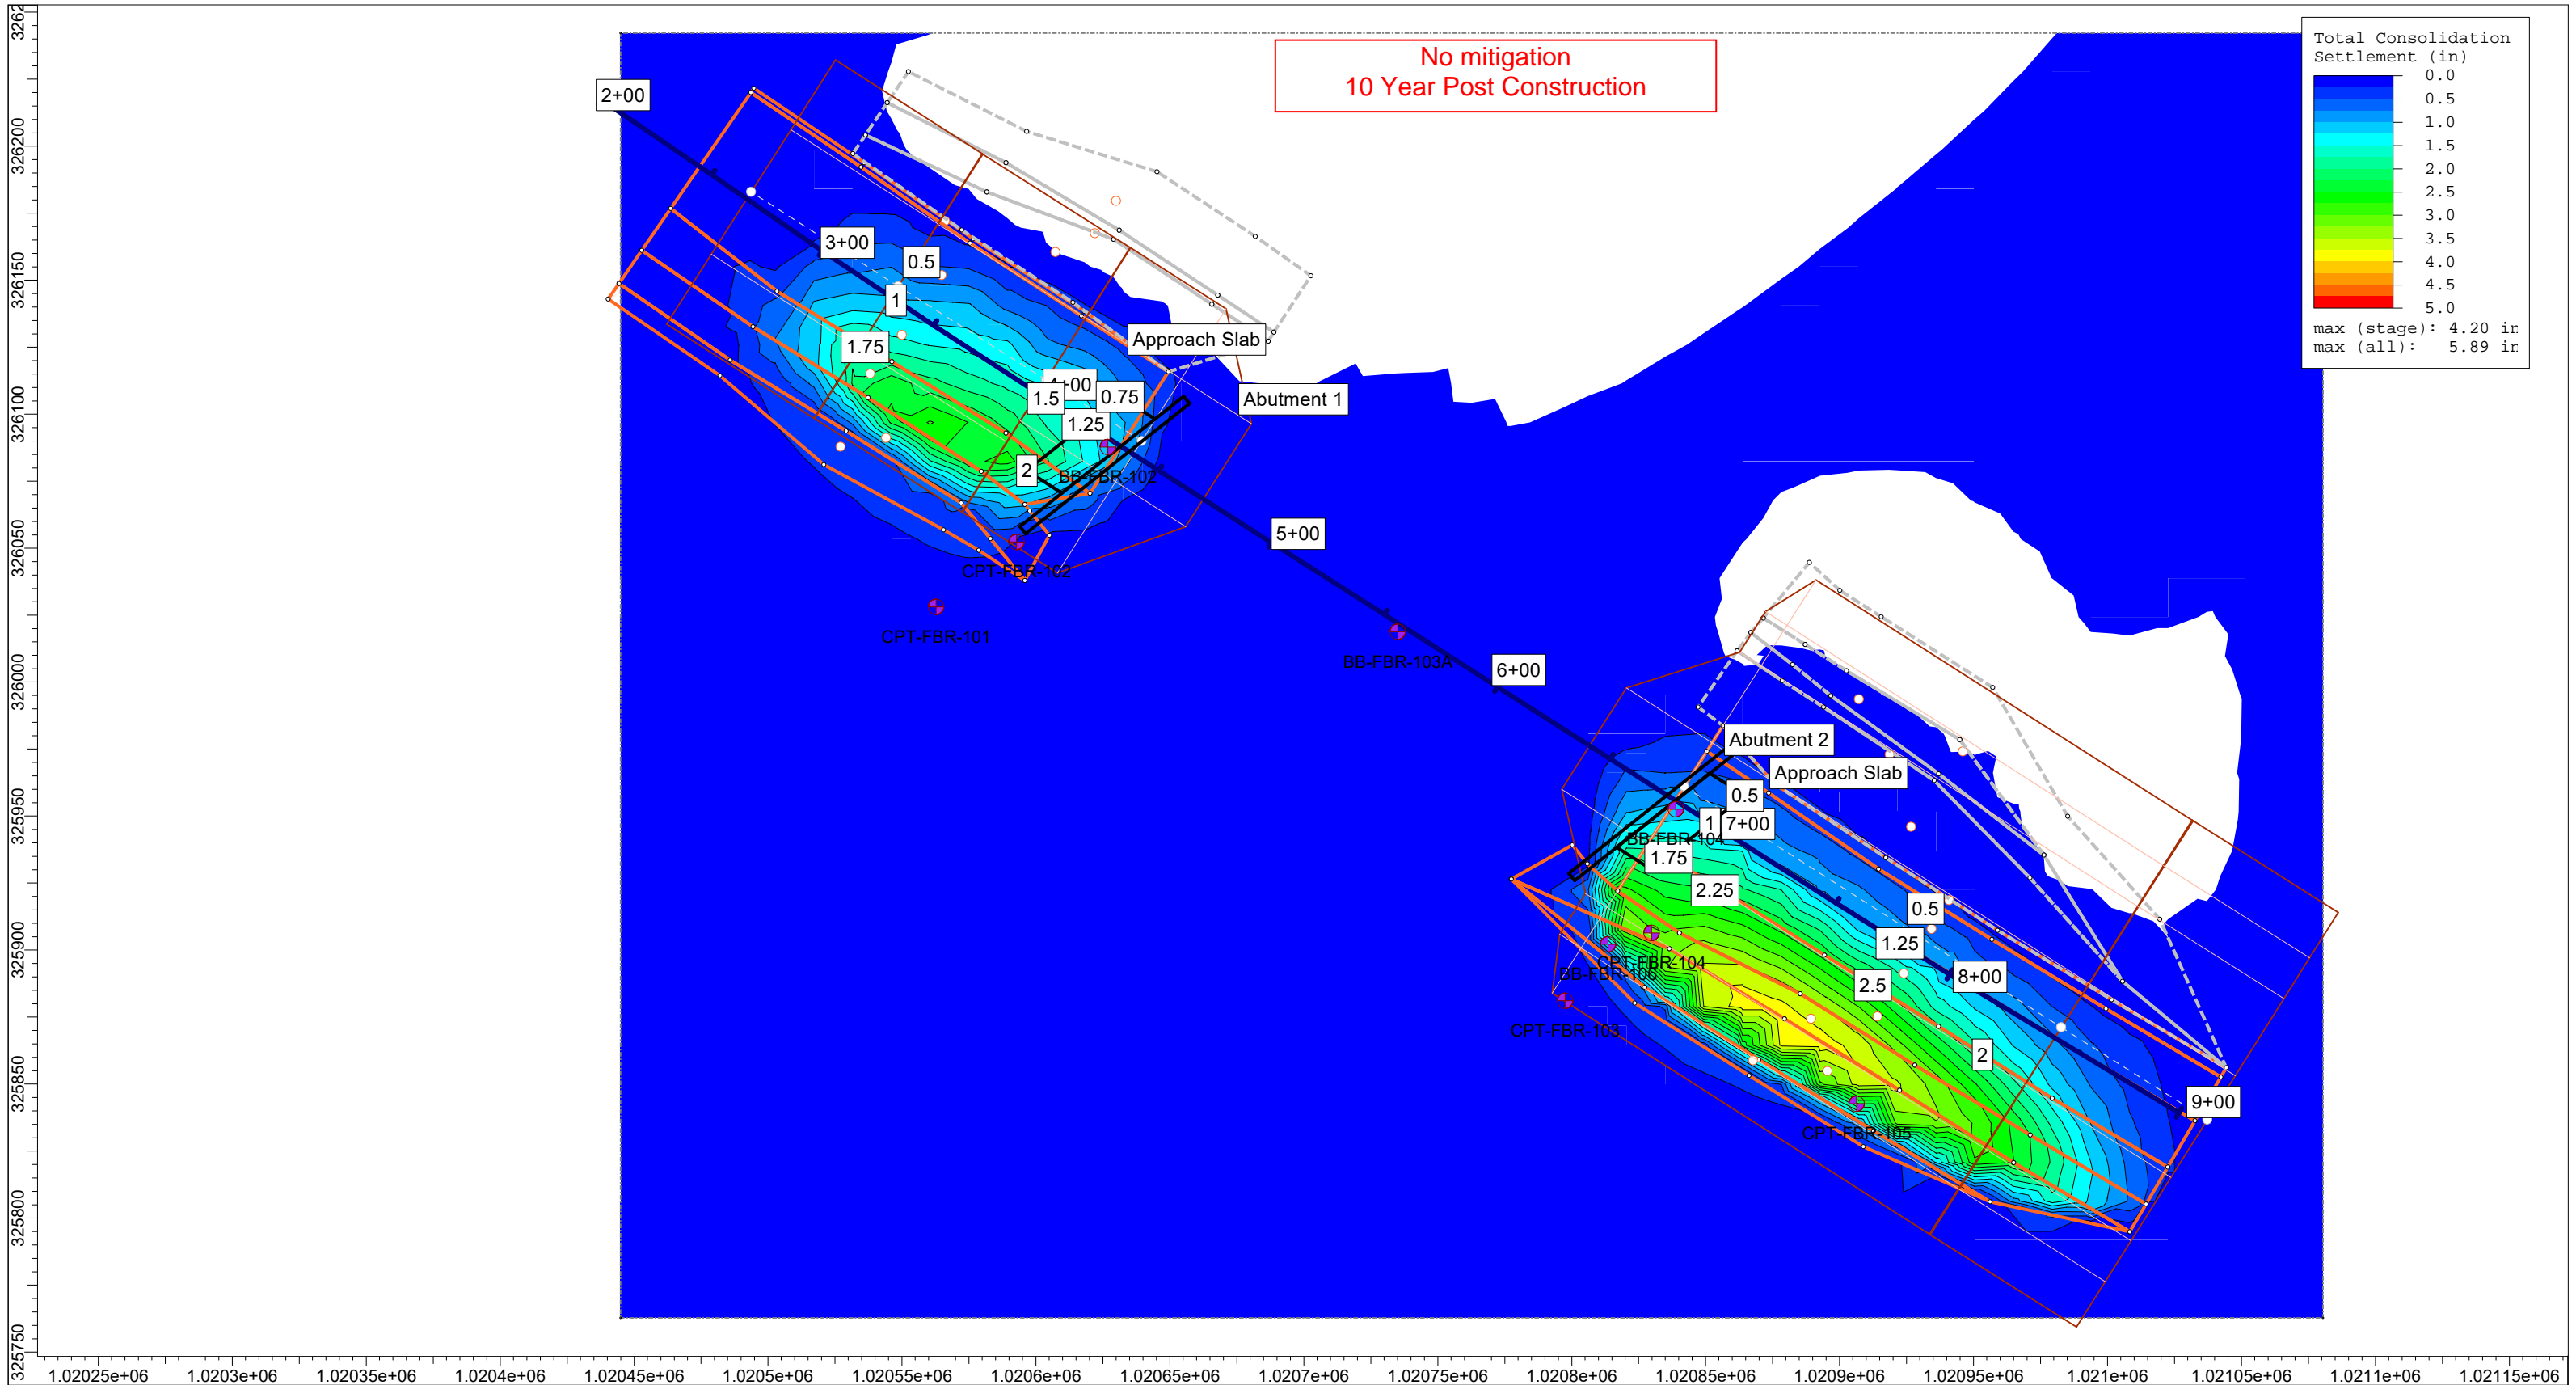 No mitigation
10 Year Post Construction
Total Consolidation
Settlement (in)
0.0
0.5
1.0
1.5
2.0
2.5
3.0
3.5
4.0
4.5
5.0
max (stage): 4.20 in
max (all): 5.89 in
2+00
3+00
0.5
1
1.75
Approach Slab
4+00
1.5
0.75
Abutment 1
1.25
2
BB-FBR-102
CPT-FBR-102
CPT-FBR-101
5+00
BB-FBR-103A
6+00
Abutment 2
Approach Slab
0.5
1
7+00
BB-FBR-104
1.75
2.25
0.5
1.25
CPT-FBR-104
BB-FBR-106
8+00
2.5
CPT-FBR-103
2
9+00
CPT-FBR-105
326200
326150
326100
326050
326000
325950
325900
325850
325800
325750
1.02025e+06 1.0203e+06 1.02035e+06 1.0204e+06 1.02045e+06 1.0205e+06 1.02055e+06 1.0206e+06 1.02065e+06 1.0207e+06 1.02075e+06 1.0208e+06 1.02085e+06 1.0209e+06 1.02095e+06 1.021e+06 1.02105e+06 1.0211e+06 1.02115e+06